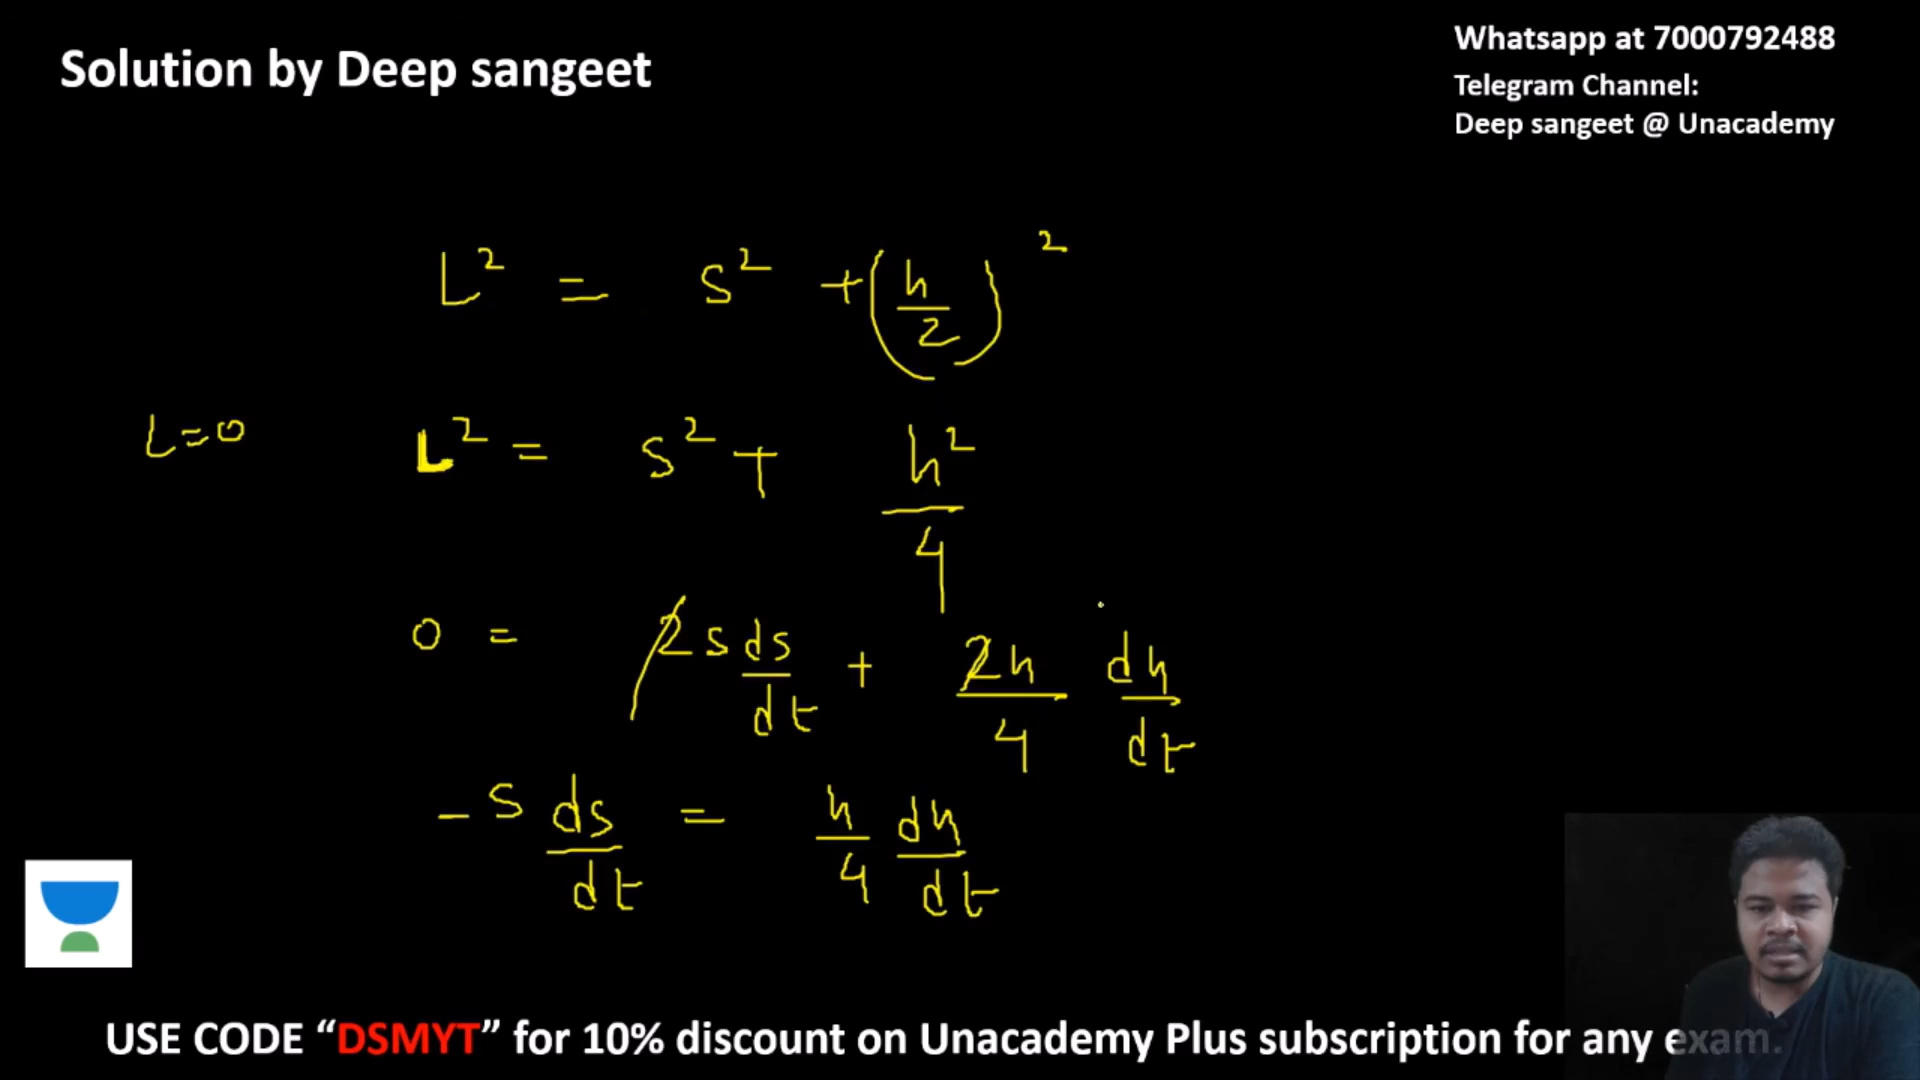 Solution by Deep sangeet
Whatsapp at 7000792488
Telegram Channel:
Deep sangeet @ Unacademy
L² = s² + (h/2)²
L=0
L² = s² + h²/4
0 = 2s ds/dt + 2h/4 dh/dt
-s ds/dt = h/4 dh/dt
USE CODE “DSMYT” for 10% discount on Unacademy Plus subscription for any exam.